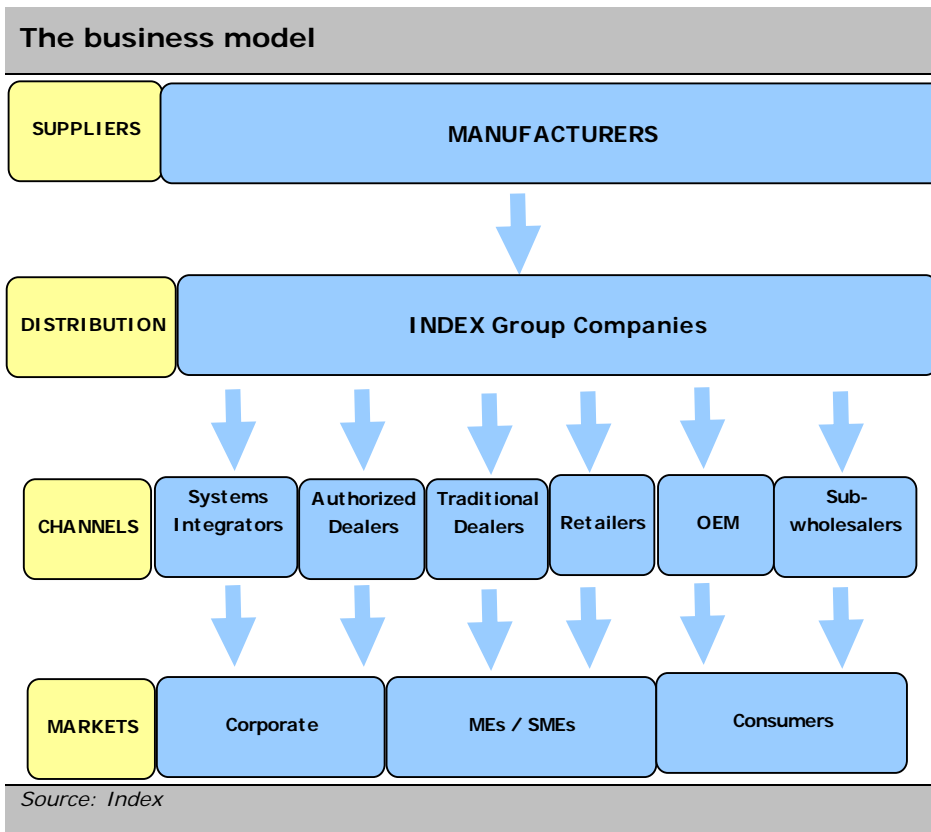 The business model
SUPPLIERS
MANUFACTURERS
DISTRIBUTION
INDEX Group Companies
CHANNELS
Systems
Integrators
Authorized
Dealers
Traditional
Dealers
Retailers
OEM
Sub-
wholesalers
MARKETS
Corporate
MEs / SMEs
Consumers
Source: Index